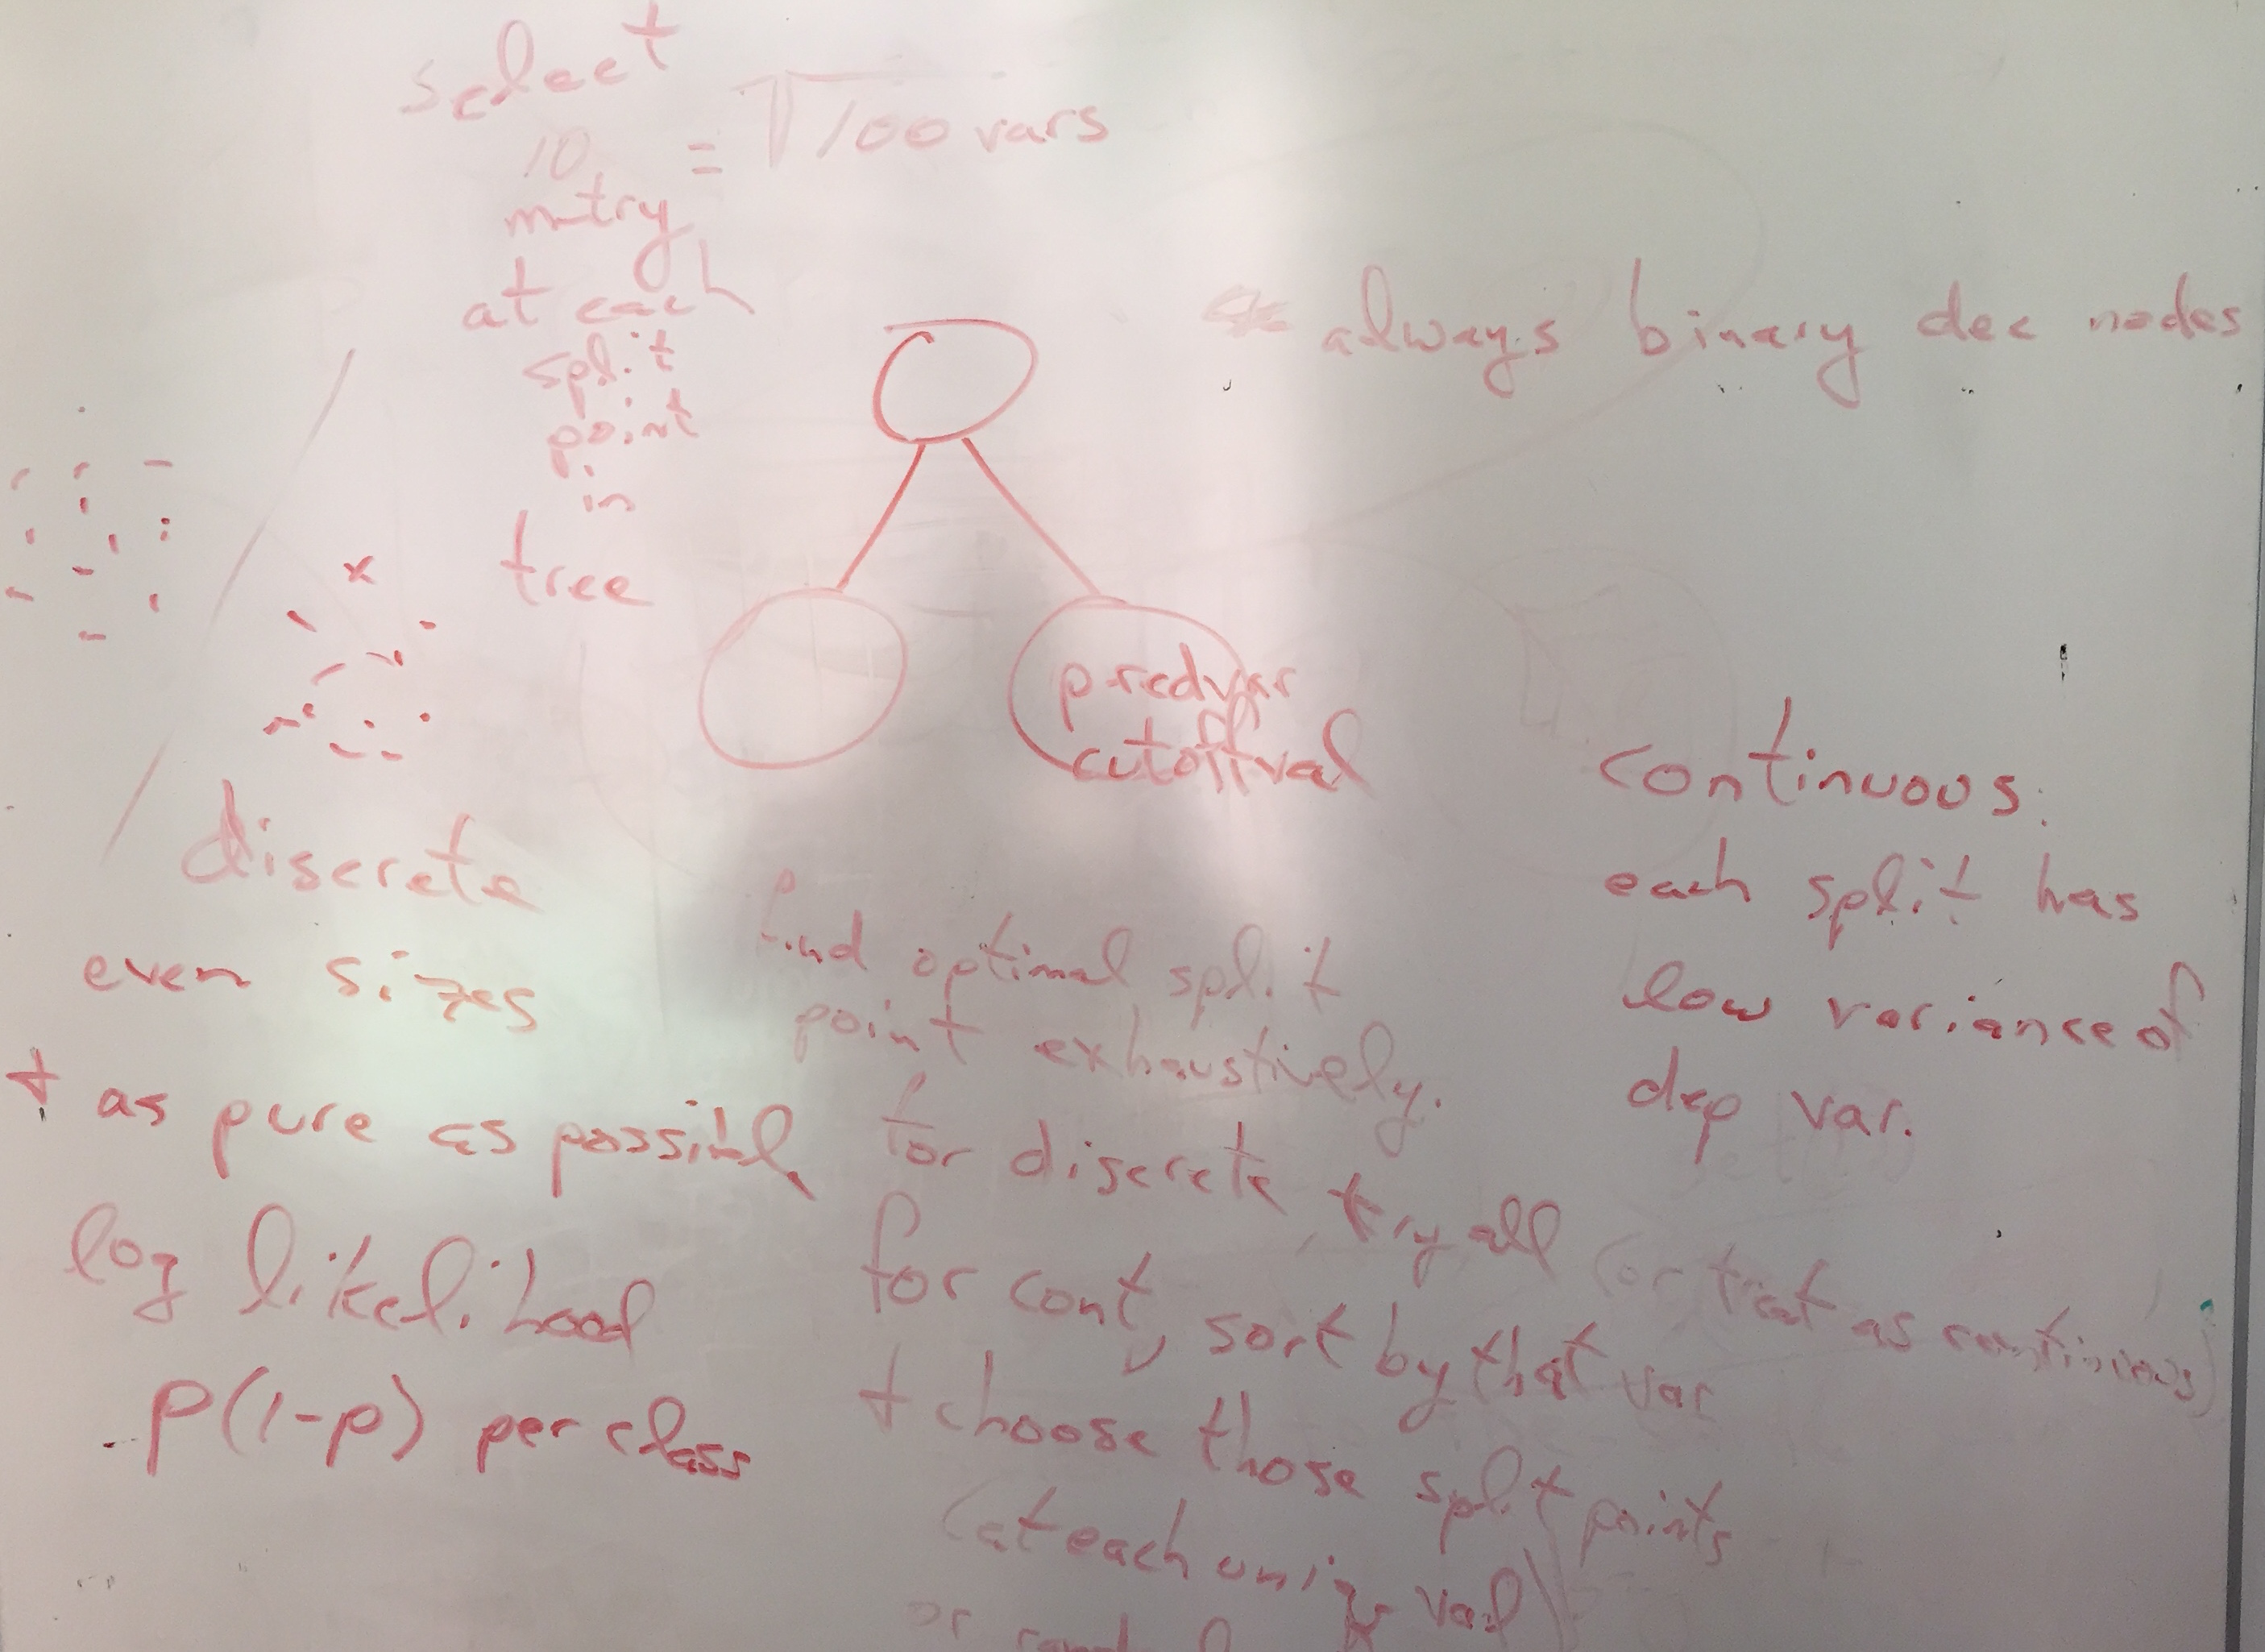 select
10 = √100 vars
mtry
at each
split
point
in
tree
always binary dec nodes
predvar
cutoffval
discrete
even sizes
+ as pure as possible
log likelihood
p(1-p) per class
find optimal split
point exhaustively.
for discrete, try all (or treat as continuous)
for cont, sort by that var
+ choose those split points
(at each uniq val)
or
continuous:
each split has
low variance of
dep var.